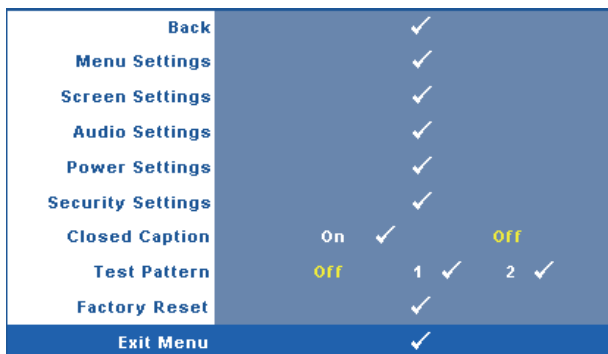 Back ✓
Menu Settings ✓
Screen Settings ✓
Audio Settings ✓
Power Settings ✓
Security Settings ✓
Closed Caption On ✓ Off
Test Pattern Off 1 ✓ 2 ✓
Factory Reset ✓
Exit Menu ✓